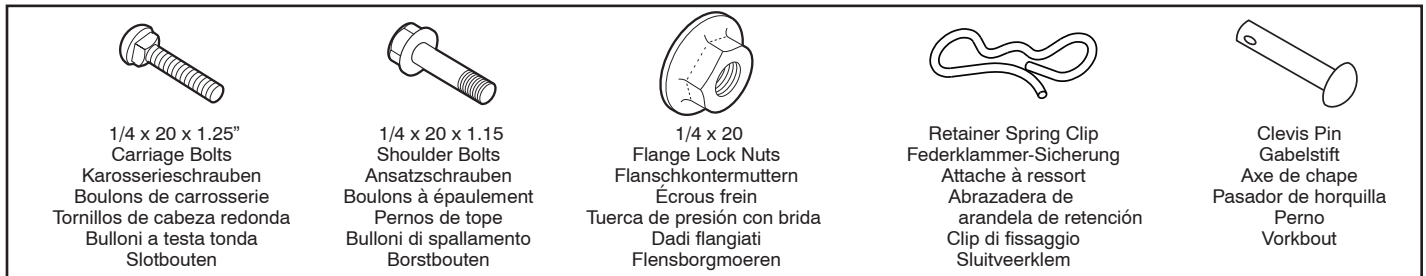 1/4 x 20 x 1.25”
Carriage Bolts
Karosserieschrauben
Boulons de carrosserie
Tornillos de cabeza redonda
Bulloni a testa tonda
Slotbouten
1/4 x 20 x 1.15
Shoulder Bolts
Ansatzschrauben
Boulons à épaulement
Pernos de tope
Bulloni di spallamento
Borstbouten
1/4 x 20
Flange Lock Nuts
Flanschkontermuttern
Écrous frein
Tuerca de presión con brida
Dadi flangiati
Flensborgmoeren
Retainer Spring Clip
Federklammer-Sicherung
Attache à ressort
Abrazadera de
arandela de retención
Clip di fissaggio
Sluitveerklem
Clevis Pin
Gabelstift
Axe de chape
Pasador de horquilla
Perno
Vorkbout